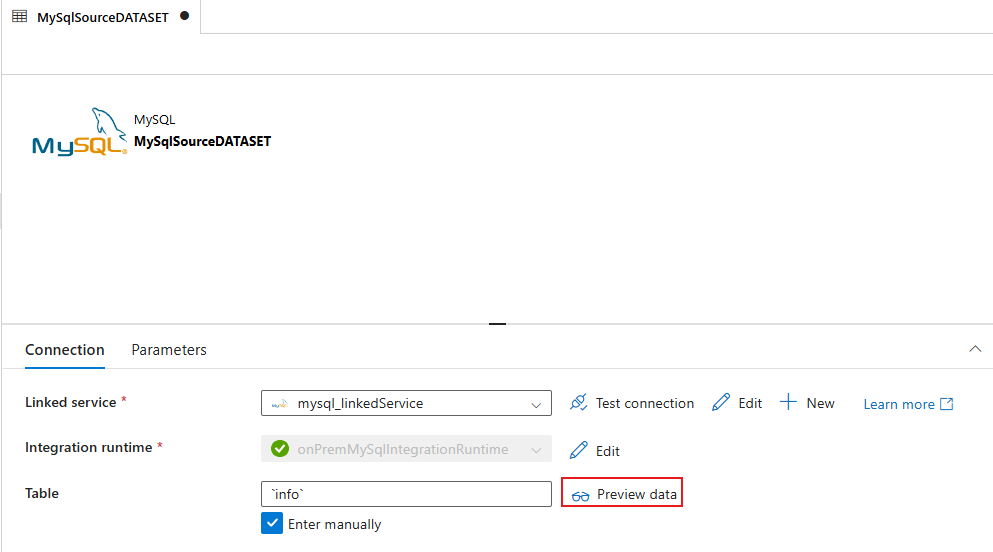 MySqlSourceDATASET
MySQL
MySQL
MySqlSourceDATASET
Connection Parameters
Linked service * MySQL mysql_linkedService Test connection Edit New Learn more
Integration runtime * onPremMySqlIntegrationRuntime Edit
Table `info` Preview data
Enter manually